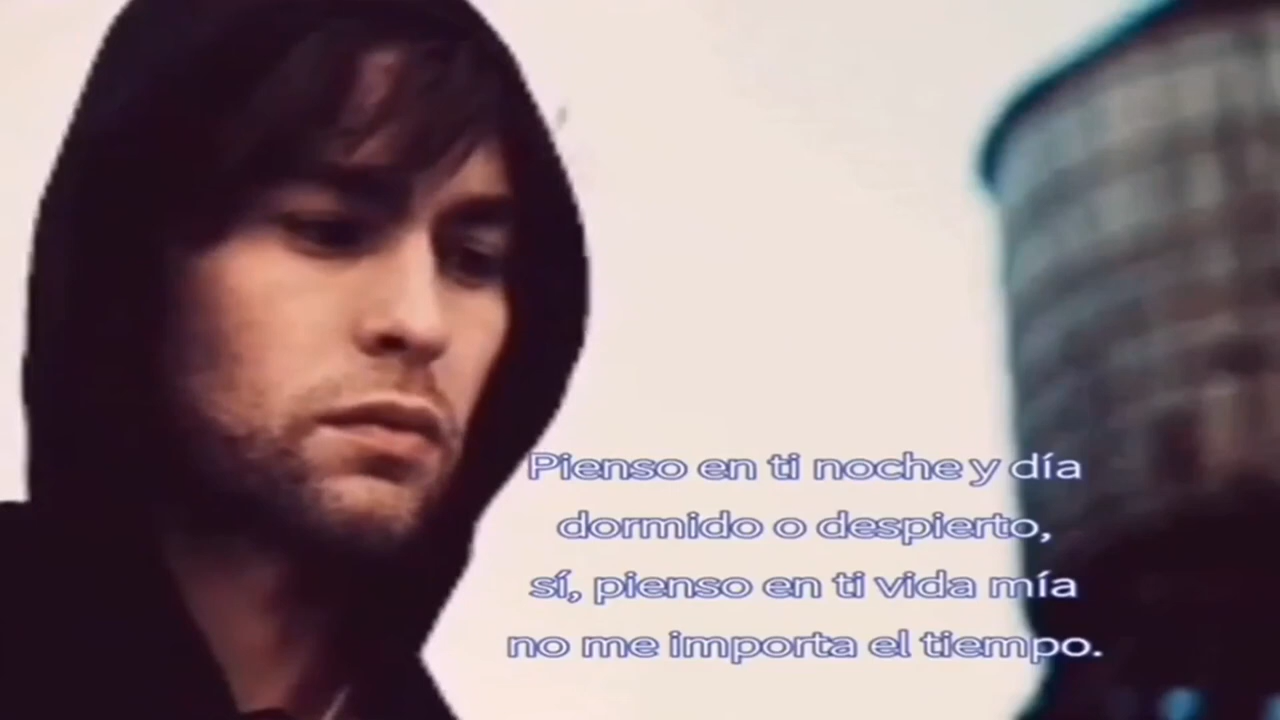 Pienso en ti noche y día
dormido o despierto,
sí, pienso en ti vida mía
no me importa el tiempo.